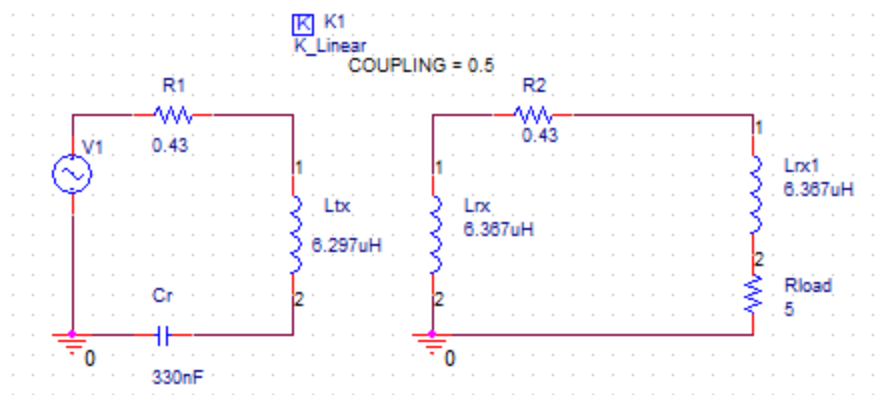 K K1
K_Linear
COUPLING = 0.5
R1
R2
0.43
0.43
V1
1
1
1
Ltx
6.297uH
Lrx
6.367uH
Lrx1
6.367uH
2
2
2
Cr
330nF
Rload
5
0
0